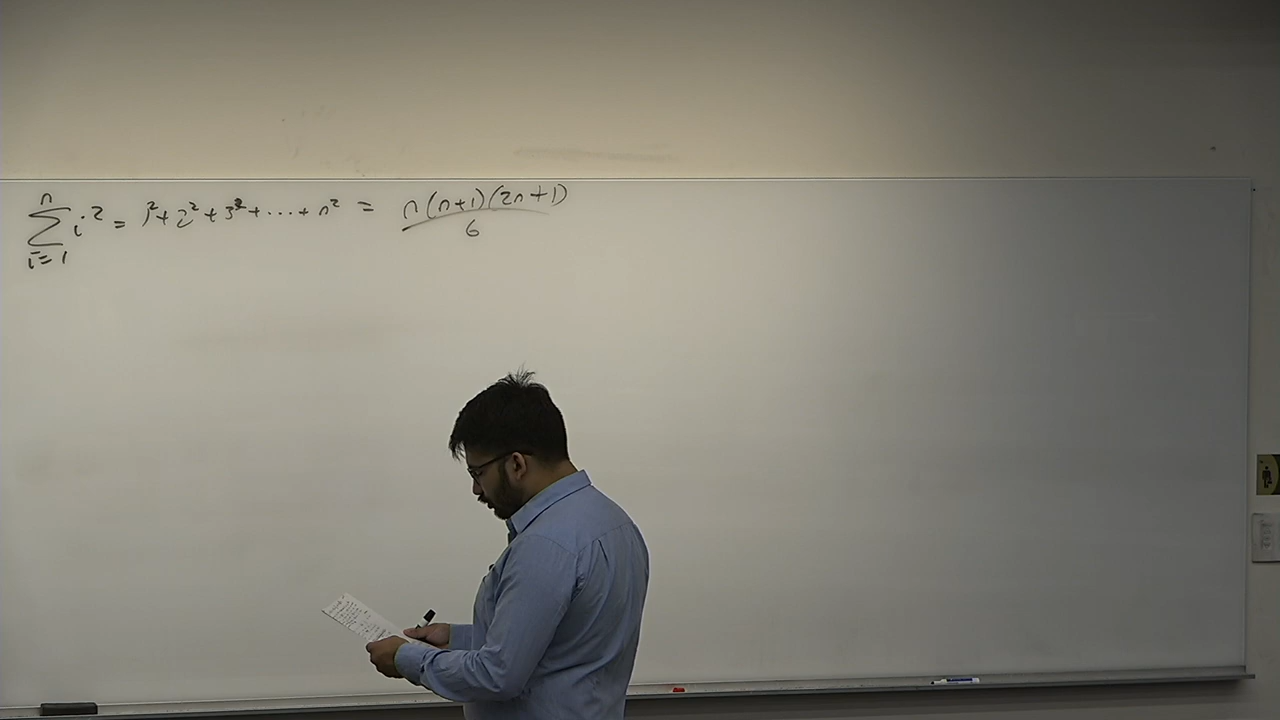 n
∑ i² = 1² + 2² + 3² + ... + n² = n(n+1)(2n+1)
i=1 6